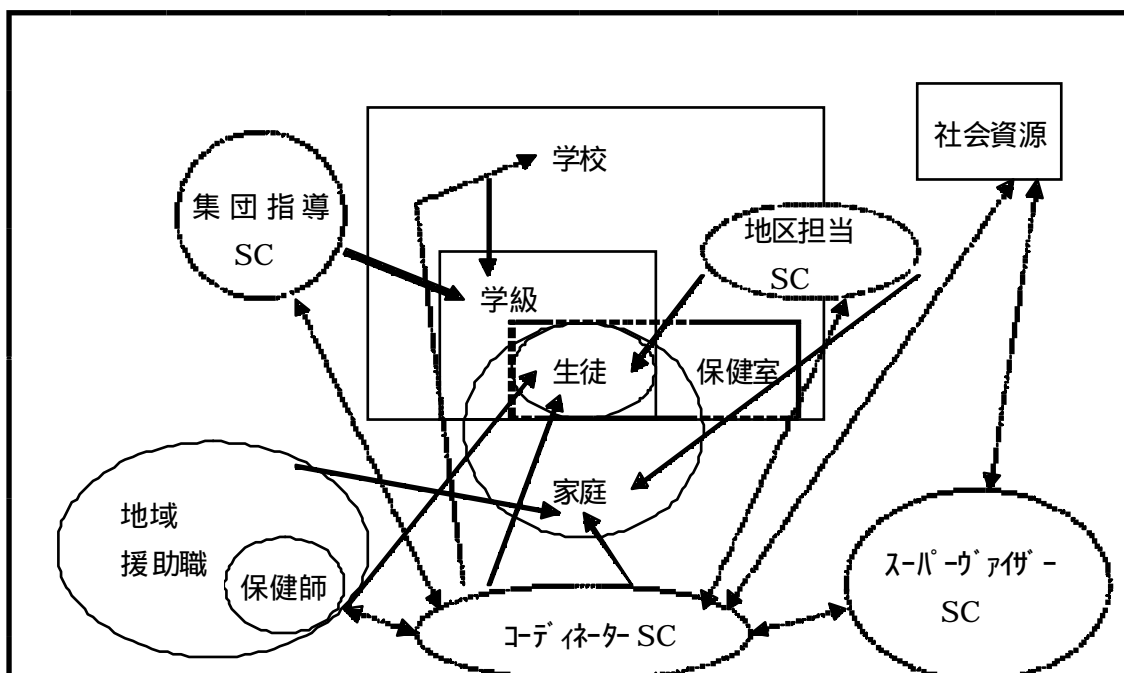 社会資源
学校
集団指導
SC
地区担当
SC
学級
生徒
保健室
家庭
地域
援助職
保健師
ｽｰﾊﾟｰｳﾞｧｲｻﾞｰ
SC
ｺｰﾃﾞｨﾈｰﾀｰ SC